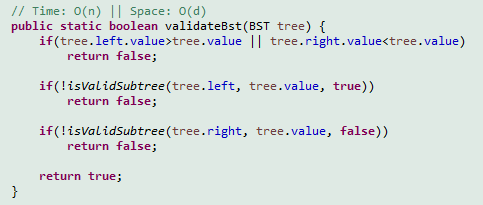 // Time: O(n) || Space: O(d)
public static boolean validateBst(BST tree) {
if(tree.left.value>tree.value || tree.right.value<tree.value)
return false;
if(!isValidSubtree(tree.left, tree.value, true))
return false;
if(!isValidSubtree(tree.right, tree.value, false))
return false;
return true;
}